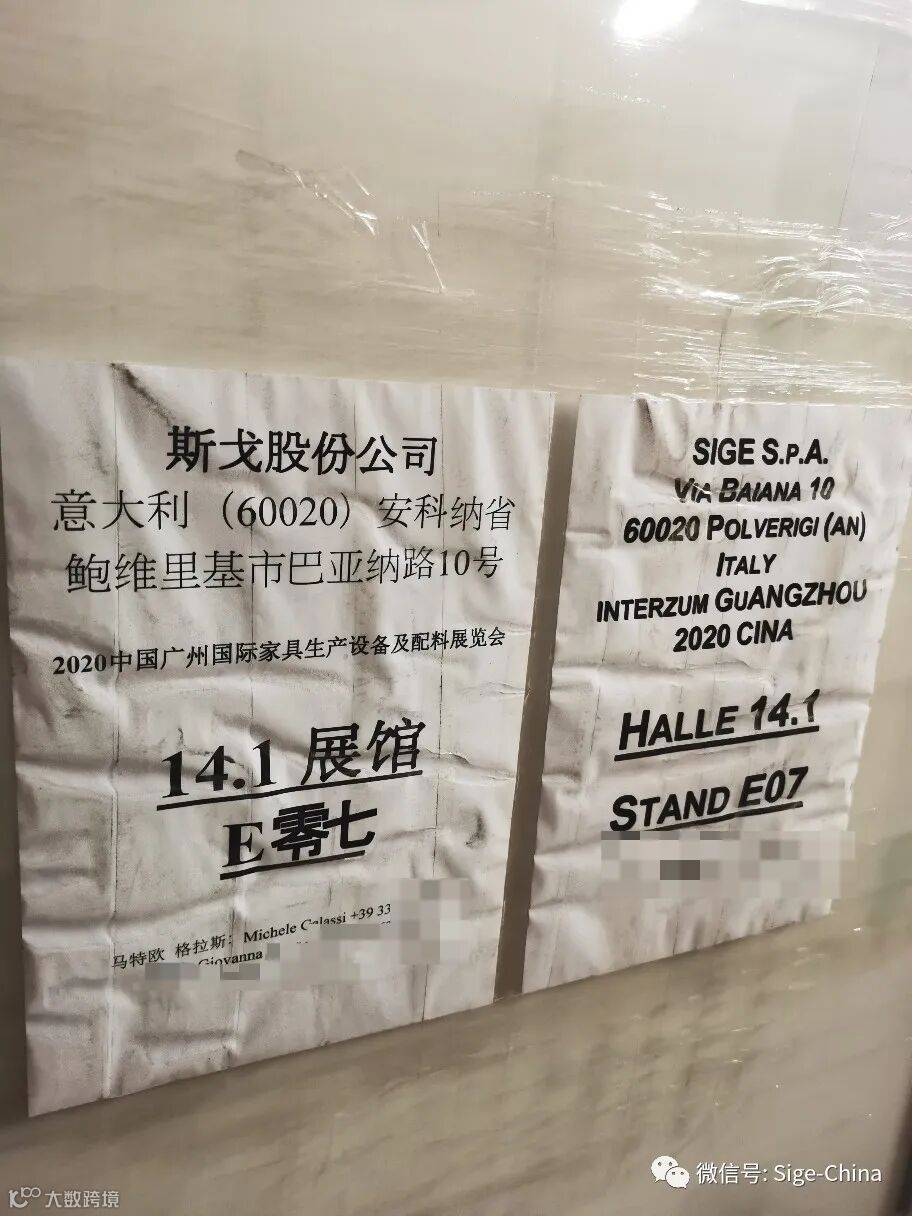 斯戈股份公司
意大利（60020）安科纳省
鲍维里基市巴亚纳路10号
2020中国广州国际家具生产设备及配料展览会
14.1 展馆
E零七
马特欧 格拉斯: Michele Galassi +39 33
Giovanna
SIGE S.P.A.
VIA BAIANA 10
60020 POLVERIGI (AN)
ITALY
INTERZUM GUANGZHOU
2020 CINA
HALLE 14.1
STAND E07
微信号: Sige-China
大数跨境